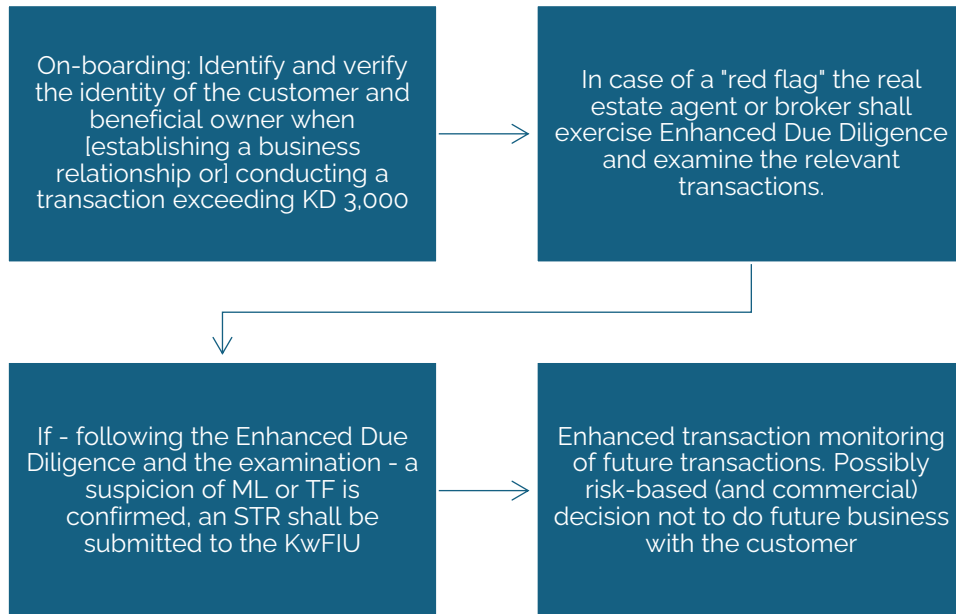 On-boarding: Identify and verify
the identity of the customer and
beneficial owner when
[establishing a business
relationship or] conducting a
transaction exceeding KD 3,000
In case of a "red flag" the real
estate agent or broker shall
exercise Enhanced Due Diligence
and examine the relevant
transactions.
If - following the Enhanced Due
Diligence and the examination - a
suspicion of ML or TF is
confirmed, an STR shall be
submitted to the KwFIU
Enhanced transaction monitoring
of future transactions. Possibly
risk-based (and commercial)
decision not to do future business
with the customer